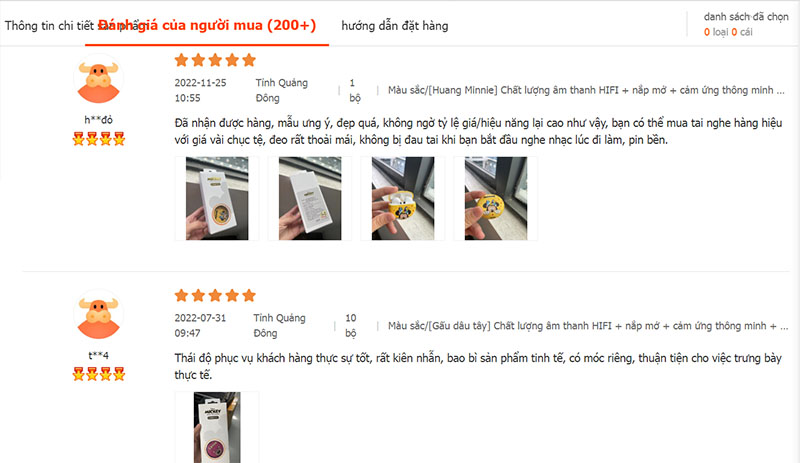 Thông tin chi tiết sản phẩm Đánh giá của người mua (200+) hướng dẫn đặt hàng
danh sách đã chọn
0 loại 0 cái
2022-11-25 10:55
Tỉnh Quảng Đông
1 bộ
Màu sắc/[Huang Minnie] Chất lượng âm thanh HIFI + nắp mở + cảm ứng thông minh ...
h**đỏ
Đã nhận được hàng, mẫu ưng ý, đẹp quá, không ngờ tỷ lệ giá/hiệu năng lại cao như vậy, bạn có thể mua tai nghe hàng hiệu
với giá vài chục tệ, đeo rất thoải mái, không bị đau tai khi bạn bắt đầu nghe nhạc lúc đi làm, pin bền.
2022-07-31 09:47
Tỉnh Quảng Đông
10 bộ
Màu sắc/[Gấu dâu tây] Chất lượng âm thanh HIFI + nắp mở + cảm ứng thông minh + ...
t**4
Thái độ phục vụ khách hàng thực sự tốt, rất kiên nhẫn, bao bì sản phẩm tinh tế, có móc riêng, thuận tiện cho việc trưng bày
thực tế.
MICKEY